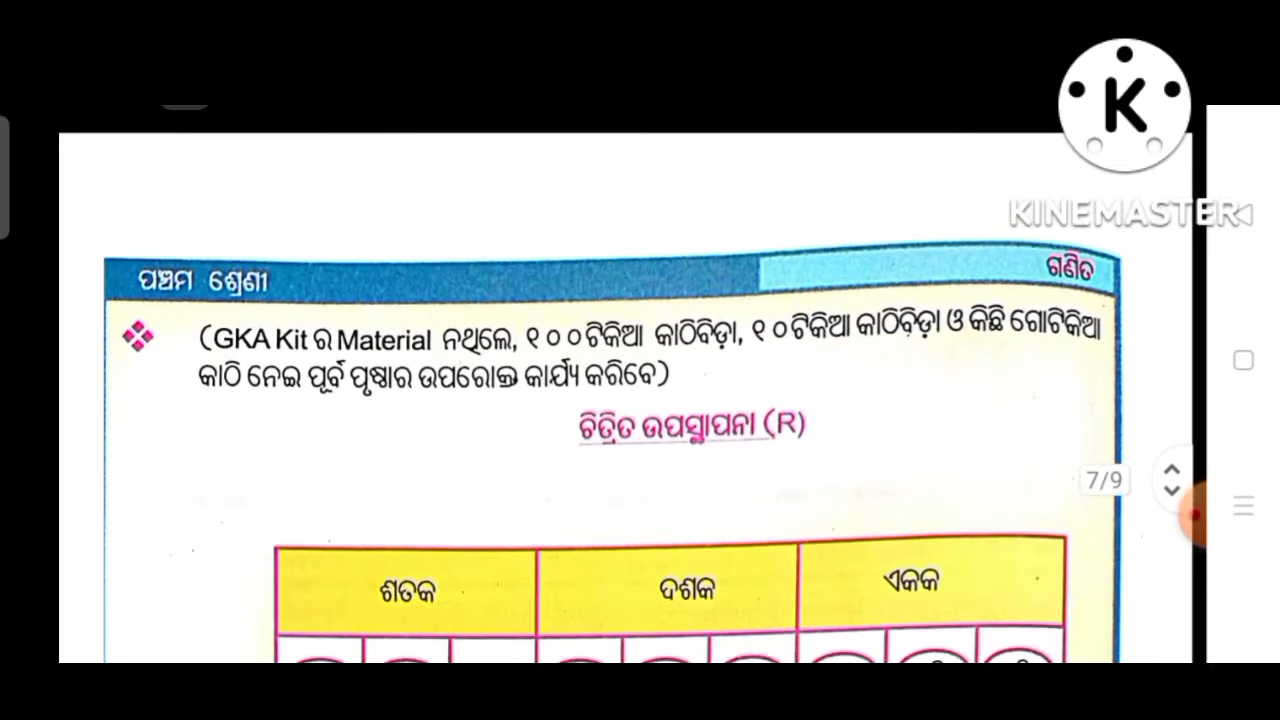 K
KINEMASTER
ପଞ୍ଚମ ଶ୍ରେଣୀ
ଗଣିତ
(GKA Kit ର Material ନଥିଲେ, ୧୦୦ଟିକିଆ କାଠିବିଡ଼ା, ୧୦ଟିକିଆ କାଠିବି଼ଡ଼ା ଓ କିଛି ଗୋଟିକିଆ
କାଠି ନେଇ ପୂର୍ବ ପୃଷ୍ଠାର ଉପରୋକ୍ତ କାର୍ଯ୍ୟ କରିବେ)
ଚିତ୍ରିତ ଉପସ୍ଥାପନା (R)
7/9
ଶତକ ଦଶକ ଏକକ